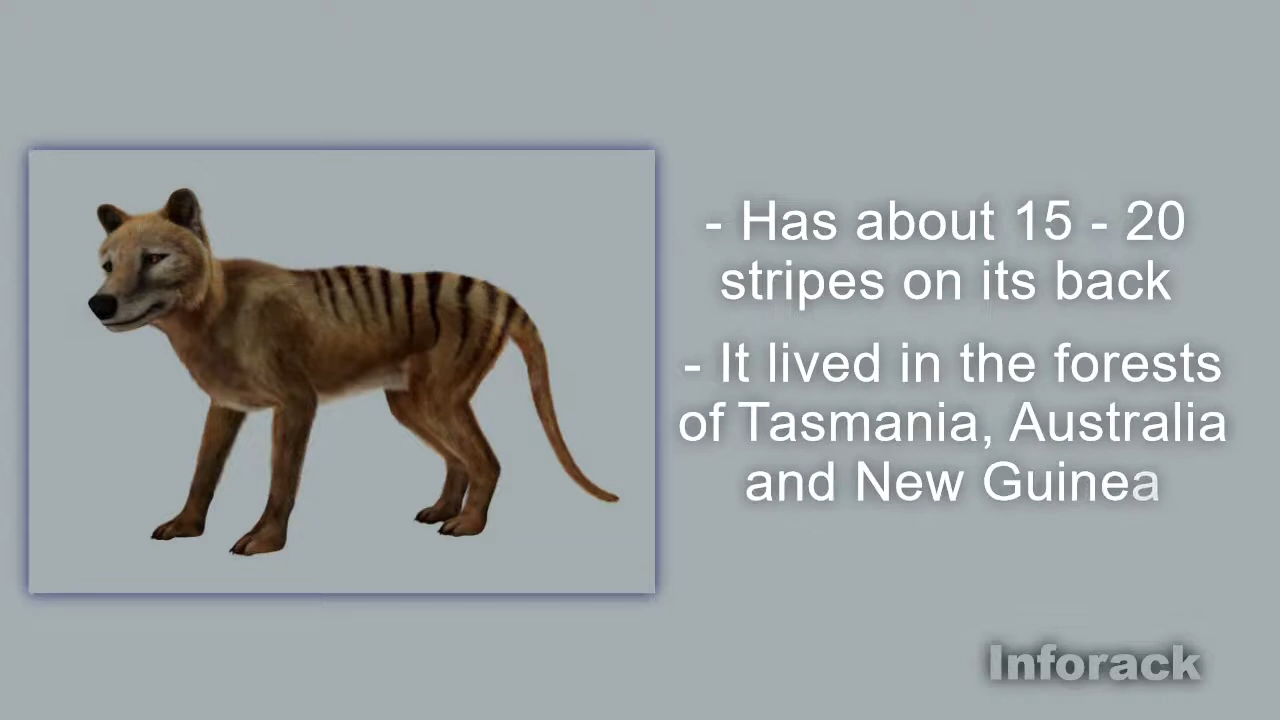 - Has about 15 - 20
stripes on its back
- It lived in the forests
of Tasmania, Australia
and New Guinea
Inforack